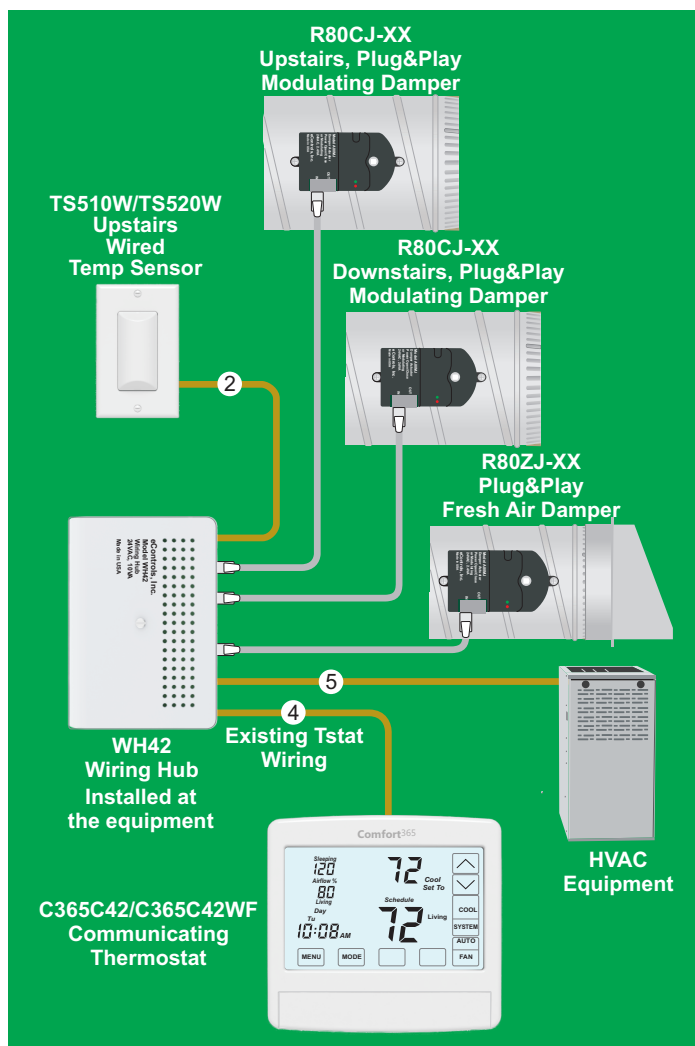 R80CJ-XX
Upstairs, Plug&Play
Modulating Damper
TS510W/TS520W
Upstairs
Wired
Temp Sensor
R80CJ-XX
Downstairs, Plug&Play
Modulating Damper
2
R80ZJ-XX
Plug&Play
Fresh Air Damper
eControls, Inc.
Model WH42
Wiring Hub
24VAC, 10VA
Made in USA
5
4
Existing Tstat
Wiring
WH42
Wiring Hub
Installed at
the equipment
HVAC
Equipment
C365C42/C365C42WF
Communicating
Thermostat
Comfort365
Sleeping
120
Airflow %
80
Living
Day
Tu
10:08 AM
72
Cool
Set To
Schedule
72
Living
COOL
SYSTEM
AUTO
FAN
MENU
MODE